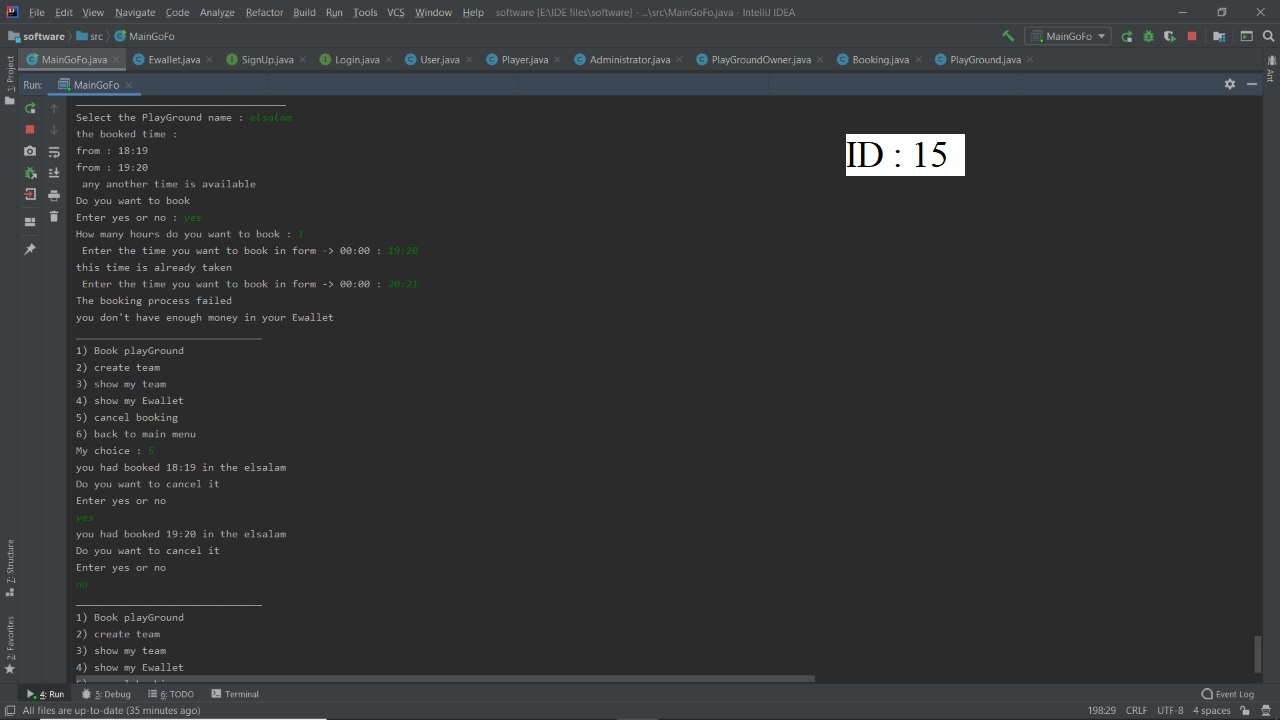 File Edit View Navigate Code Analyze Refactor Build Run Tools VCS Window Help software [E:\IDE files\software] - ...\src\MainGoFo.java - IntelliJ IDEA
software src MainGoFo MainGoFo
MainGoFo.java Ewallet.java SignUp.java Login.java User.java Player.java Administrator.java PlayGroundOwner.java Booking.java PlayGround.java
1: Project
Ant
Run: MainGoFo
Select the PlayGround name : elsalam
the booked time :
from : 18:19
from : 19:20
any another time is available
Do you want to book
Enter yes or no : yes
How many hours do you want to book : 1
Enter the time you want to book in form -> 00:00 : 19:20
this time is already taken
Enter the time you want to book in form -> 00:00 : 20:21
The booking process failed
you don't have enough money in your Ewallet
1) Book playGround
2) create team
3) show my team
4) show my Ewallet
5) cancel booking
6) back to main menu
My choice : 5
you had booked 18:19 in the elsalam
Do you want to cancel it
Enter yes or no
yes
you had booked 19:20 in the elsalam
Do you want to cancel it
Enter yes or no
no
1) Book playGround
2) create team
3) show my team
4) show my Ewallet
ID : 15
7: Structure
2: Favorites
4: Run 5: Debug 6: TODO Terminal Event Log
All files are up-to-date (35 minutes ago) 198:29 CRLF UTF-8 4 spaces